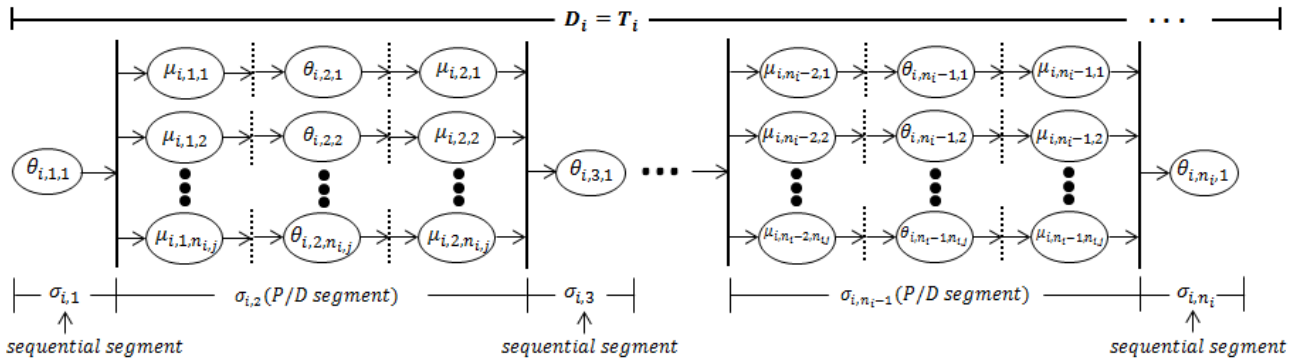 D_i = T_i ...
μ_{i,1,1} θ_{i,2,1} μ_{i,2,1} μ_{i,n_i−2,1} θ_{i,n_i−1,1} μ_{i,n_i−1,1}
μ_{i,1,2} θ_{i,2,2} μ_{i,2,2} μ_{i,n_i−2,2} θ_{i,n_i−1,2} μ_{i,n_i−1,2}
θ_{i,1,1} θ_{i,3,1} ... θ_{i,n_i,1}
μ_{i,1,n_{i,j}} θ_{i,2,n_{i,j}} μ_{i,2,n_{i,j}} μ_{i,n_i−2,n_{i,j}} θ_{i,n_i−1,n_{i,j}} μ_{i,n_i−1,n_{i,j}}
σ_{i,1} σ_{i,2}(P/D segment) σ_{i,3} σ_{i,n_i−1}(P/D segment) σ_{i,n_i}
sequential segment sequential segment sequential segment